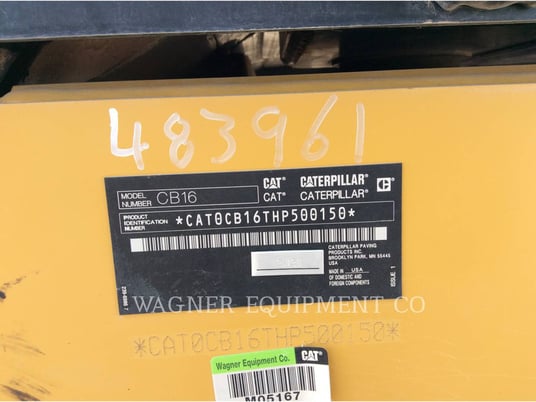 483961
MODEL NUMBER CB16
CAT CATERPILLAR C
CAT CATERPILLAR
PRODUCT IDENTIFICATION NUMBER *CAT0CB16THP500150*
CATERPILLAR PAVING
PRODUCTS INC.
BROOKLYN PARK, MN 55445
USA
MADE IN USA
OF DOMESTIC AND
FOREIGN COMPONENTS
ISSUE 1
WAGNER EQUIPMENT CO.
*CAT0CB16THP500150*
Wagner Equipment Co. CAT
M05167